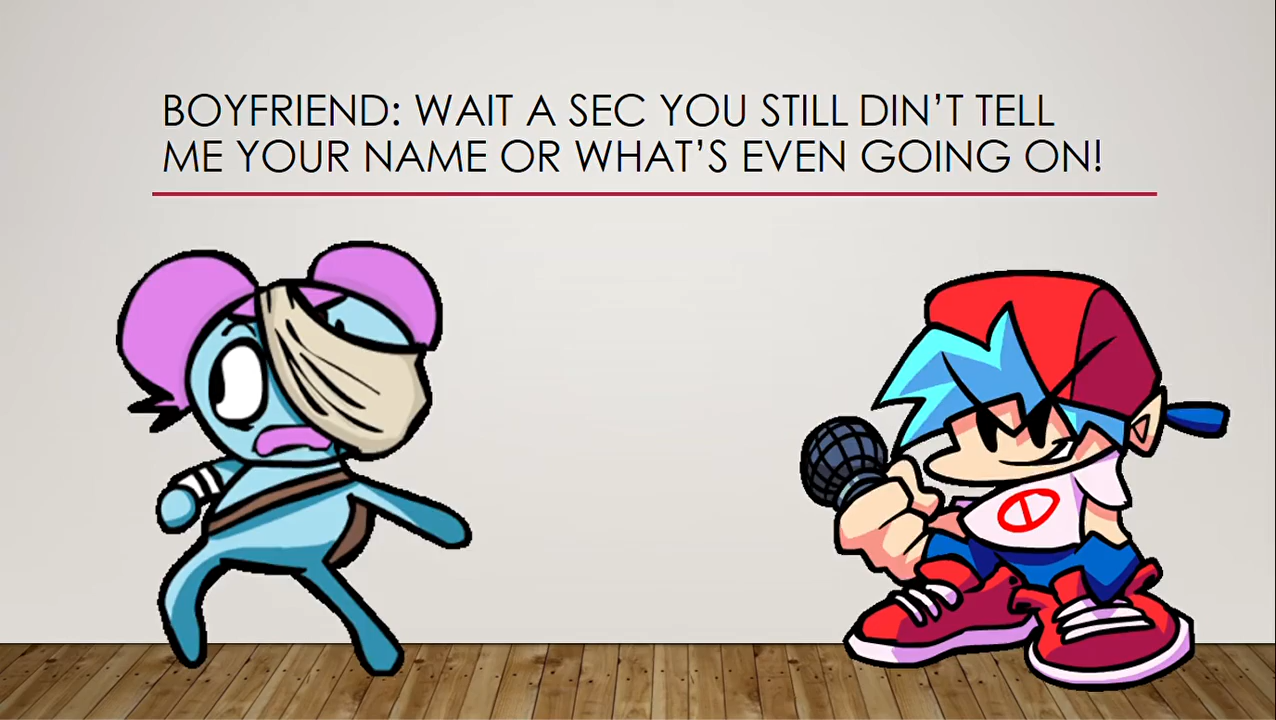 BOYFRIEND: WAIT A SEC YOU STILL DIN’T TELL
ME YOUR NAME OR WHAT’S EVEN GOING ON!